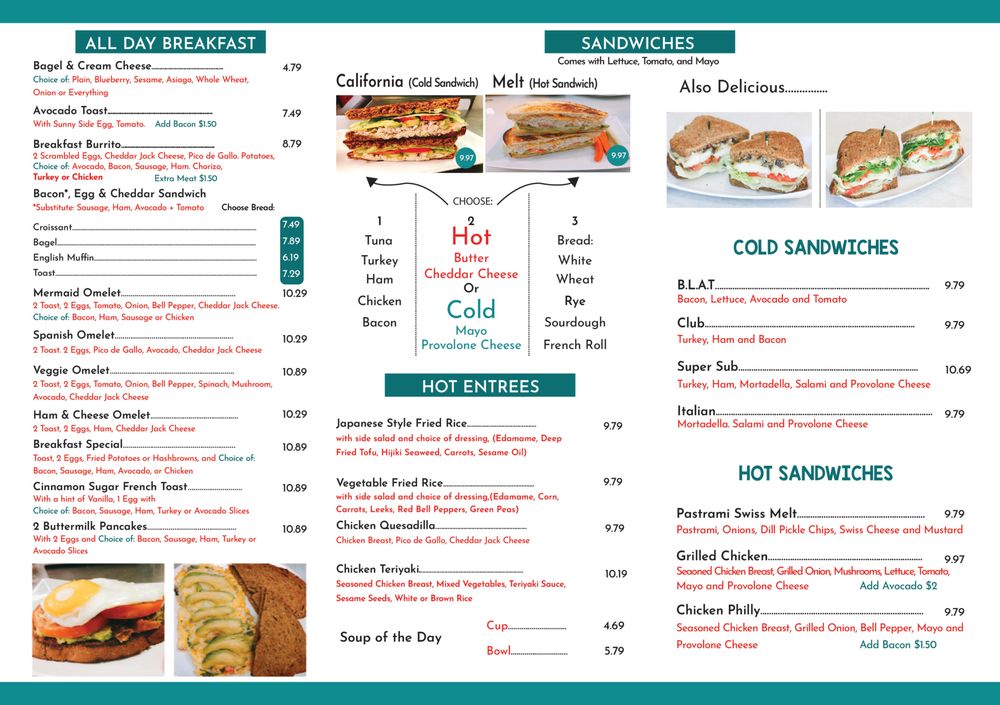 ALL DAY BREAKFAST
Bagel & Cream Cheese 4.79
Choice of: Plain, Blueberry, Sesame, Asiago, Whole Wheat,
Onion or Everything
Avocado Toast 7.49
With Sunny Side Egg, Tomato. Add Bacon $1.50
Breakfast Burrito 8.79
2 Scrambled Eggs, Cheddar Jack Cheese, Pico de Gallo. Potatoes,
Choice of: Avocado, Bacon, Sausage, Ham, Chorizo,
Turkey or Chicken Extra Meat $1.50
Bacon*, Egg & Cheddar Sandwich
*Substitute: Sausage, Ham, Avocado + Tomato Choose Bread:
Croissant 7.49
Bagel 7.89
English Muffin 6.19
Toast 7.29
Mermaid Omelet 10.29
2 Toast, 2 Eggs, Tomato, Onion, Bell Pepper, Cheddar Jack Cheese.
Choice of: Bacon, Ham, Sausage or Chicken
Spanish Omelet 10.29
2 Toast. 2 Eggs, Pico de Gallo, Avocado, Cheddar Jack Cheese
Veggie Omelet 10.89
2 Toast, 2 Eggs, Tomato, Onion, Bell Pepper, Spinach, Mushroom,
Avocado, Cheddar Jack Cheese
Ham & Cheese Omelet 10.29
2 Toast, 2 Eggs, Ham, Cheddar Jack Cheese
Breakfast Special 10.89
Toast, 2 Eggs, Fried Potatoes or Hashbrowns, and Choice of:
Bacon, Sausage, Ham, Avocado, or Chicken
Cinnamon Sugar French Toast 10.89
With a hint of Vanilla, 1 Egg with
Choice of: Bacon, Sausage, Ham, Turkey or Avocado Slices
2 Buttermilk Pancakes 10.89
With 2 Eggs and Choice of: Bacon, Sausage, Ham, Turkey or
Avocado Slices
SANDWICHES
Comes with Lettuce, Tomato, and Mayo
California (Cold Sandwich) Melt (Hot Sandwich)
9.97 9.97
CHOOSE:
1
Tuna
Turkey
Ham
Chicken
Bacon
2
Hot
Butter
Cheddar Cheese
Or
Cold
Mayo
Provolone Cheese
3
Bread:
White
Wheat
Rye
Sourdough
French Roll
HOT ENTREES
Japanese Style Fried Rice 9.79
with side salad and choice of dressing, (Edamame, Deep
Fried Tofu, Hijiki Seaweed, Carrots, Sesame Oil)
Vegetable Fried Rice 9.79
with side salad and choice of dressing,(Edamame, Corn,
Carrots, Leeks, Red Bell Peppers, Green Peas)
Chicken Quesadilla 9.79
Chicken Breast, Pico de Gallo, Cheddar Jack Cheese
Chicken Teriyaki 10.19
Seasoned Chicken Breast, Mixed Vegetables, Teriyaki Sauce,
Sesame Seeds, White or Brown Rice
Soup of the Day
Cup 4.69
Bowl 5.79
Also Delicious...............
COLD SANDWICHES
B.L.A.T. 9.79
Bacon, Lettuce, Avocado and Tomato
Club 9.79
Turkey, Ham and Bacon
Super Sub 10.69
Turkey, Ham, Mortadella, Salami and Provolone Cheese
Italian 9.79
Mortadella. Salami and Provolone Cheese
HOT SANDWICHES
Pastrami Swiss Melt 9.79
Pastrami, Onions, Dill Pickle Chips, Swiss Cheese and Mustard
Grilled Chicken 9.97
Seaoned Chicken Breast, Grilled Onion, Mushrooms, Lettuce, Tomato,
Mayo and Provolone Cheese Add Avocado $2
Chicken Philly 9.79
Seasoned Chicken Breast, Grilled Onion, Bell Pepper, Mayo and
Provolone Cheese Add Bacon $1.50